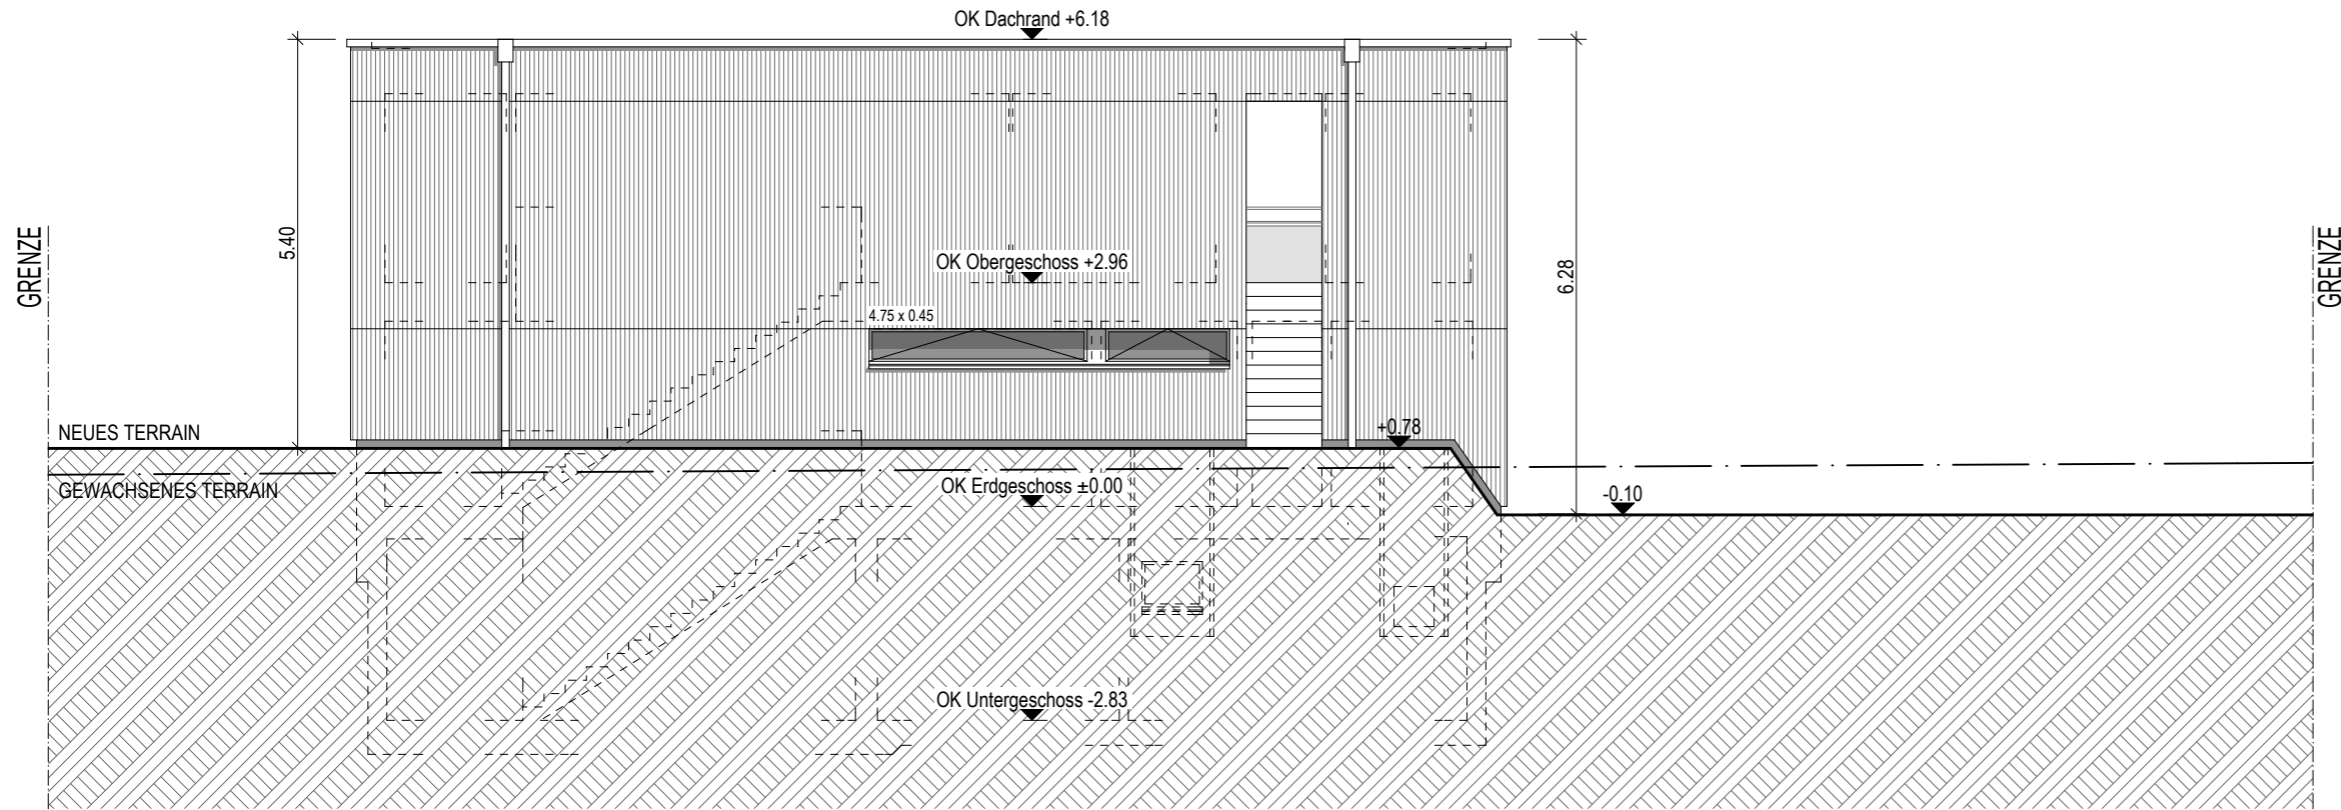 OK Dachrand +6.18
GRENZE
5.40
OK Obergeschoss +2.96
6.28
GRENZE
4.75 x 0.45
NEUES TERRAIN
+0.78
GEWACHSENES TERRAIN
OK Erdgeschoss ±0.00
-0.10
OK Untergeschoss -2.83